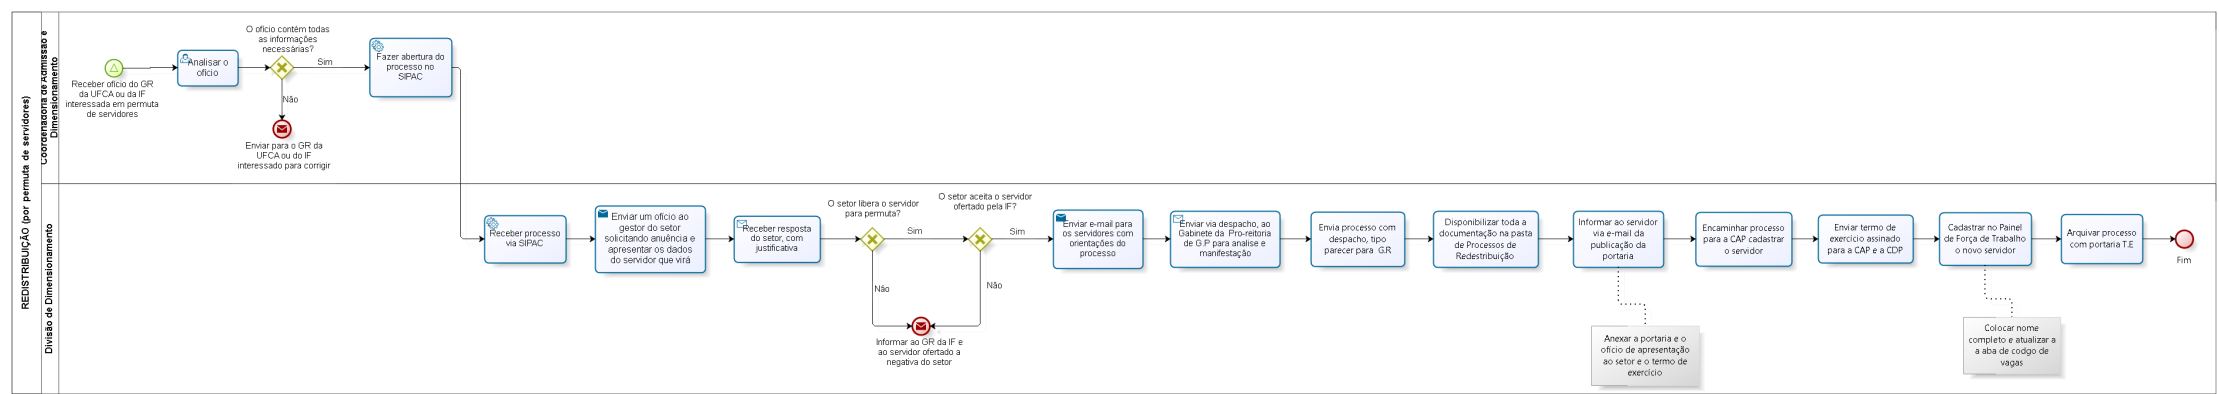 REDISTRIBUIÇÃO (por permuta de servidores)
Coordenadoria de Admissão e
Dimensionamento
Receber oficio do GR
da UFCA ou da IF
interessada em permuta
de servidores
Analisar o
ofício
O ofício contém todas
as informações
necessárias?
Sim
Não
Enviar para o GR da
UFCA ou do IF
interessado para corrigir
Fazer abertura do
processo no
SIPAC
Divisão de Dimensionamento
Receber processo
via SIPAC
Enviar um ofício ao
gestor do setor
solicitando anuência e
apresentar os dados
do servidor que virá
Receber resposta
do setor, com
justificativa
O setor libera o servidor
para permuta?
Sim
Não
O setor aceita o servidor
ofertado pela IF?
Sim
Não
Informar ao GR da IF e
ao servidor ofertado a
negativa do setor
Enviar e-mail para
os servidores com
orientações do
processo
Enviar via despacho, ao
Gabinete da Pro-reitoria
de G.P para analise e
manifestação
Envia processo com
despacho, tipo
parecer para G.R
Disponibilizar toda a
documentação na pasta
de Processos de
Redestribuição
Informar ao servidor
via e-mail da
publicação da
portaria
Anexar a portaria e o
ofício de apresentação
ao setor e o termo de
exercício
Encaminhar processo
para a CAP cadastrar
o servidor
Enviar termo de
exercício assinado
para a CAP e a CDP
Cadastrar no Painel
de Força de Trabalho
o novo servidor
Colocar nome
completo e atualizar a
a aba de codgo de
vagas
Arquivar processo
com portaria T.E
Fim